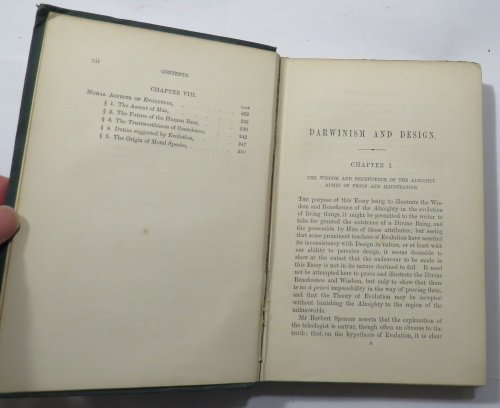 xii
CONTENTS.
CHAPTER VIII.
PAGE
MORAL ASPECTS OF EVOLUTION,
§ 1. The Ascent of Man, 232
§ 2. The Future of the Human Race, 232
§ 3. The Trustworthiness of Conscience, 236
§ 4. Duties suggested by Evolution, 242
§ 5. The Origin of Moral Species, 247
250
DARWINISM AND DESIGN.
CHAPTER I.
THE WISDOM AND BENEFICENCE OF THE ALMIGHTY
ADMIT OF PROOF AND ILLUSTRATION.
THE purpose of this Essay being to illustrate the Wis-
dom and Beneficence of the Almighty in the evolution
of living things, it might be permitted to the writer to
take for granted the existence of a Divine Being, and
the possession by Him of those attributes; but seeing
that some prominent teachers of Evolution have asserted
its inconsistency with Design in nature, or at least with
our ability to perceive design, it seems desirable to
show at the outset that the endeavour to be made in
this Essay is not in its nature destined to fail. It need
not be attempted here to prove and illustrate the Divine
Beneficence and Wisdom, but only to show that there
is no à priori impossibility in the way of proving them,
and that the Theory of Evolution may be accepted
without banishing the Almighty to the region of the
unknowable.
Mr Herbert Spencer asserts that the explanation of
the teleologist is untrue, though often an obverse to the
truth; that, on the hypothesis of Evolution, it is clear
A